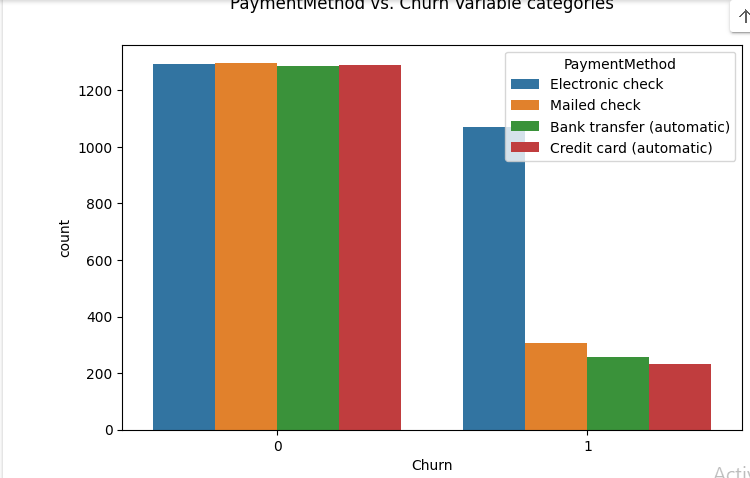 PaymentMethod vs. Churn Variable categories
PaymentMethod
Electronic check
Mailed check
Bank transfer (automatic)
Credit card (automatic)
1200
1000
800
600
400
200
0
count
0 1
Churn
Activ